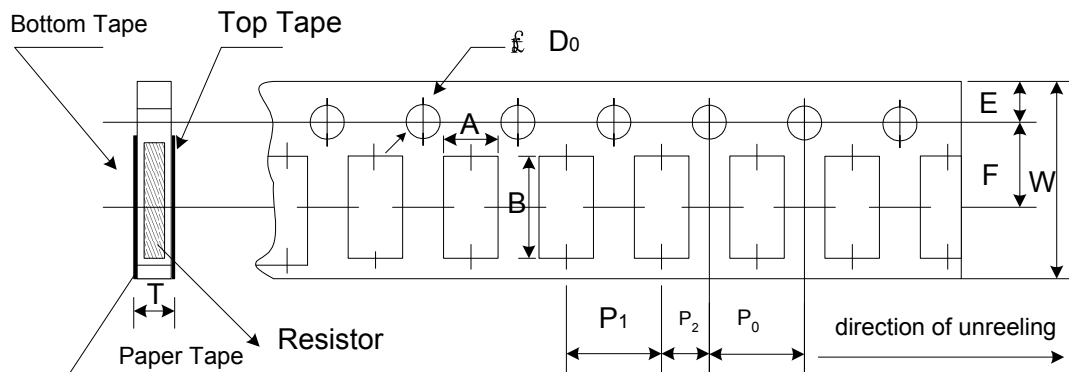 Bottom Tape
Top Tape
£ D0
E
A
F
W
B
T
P1
P2
P0
direction of unreeling
Resistor
Paper Tape